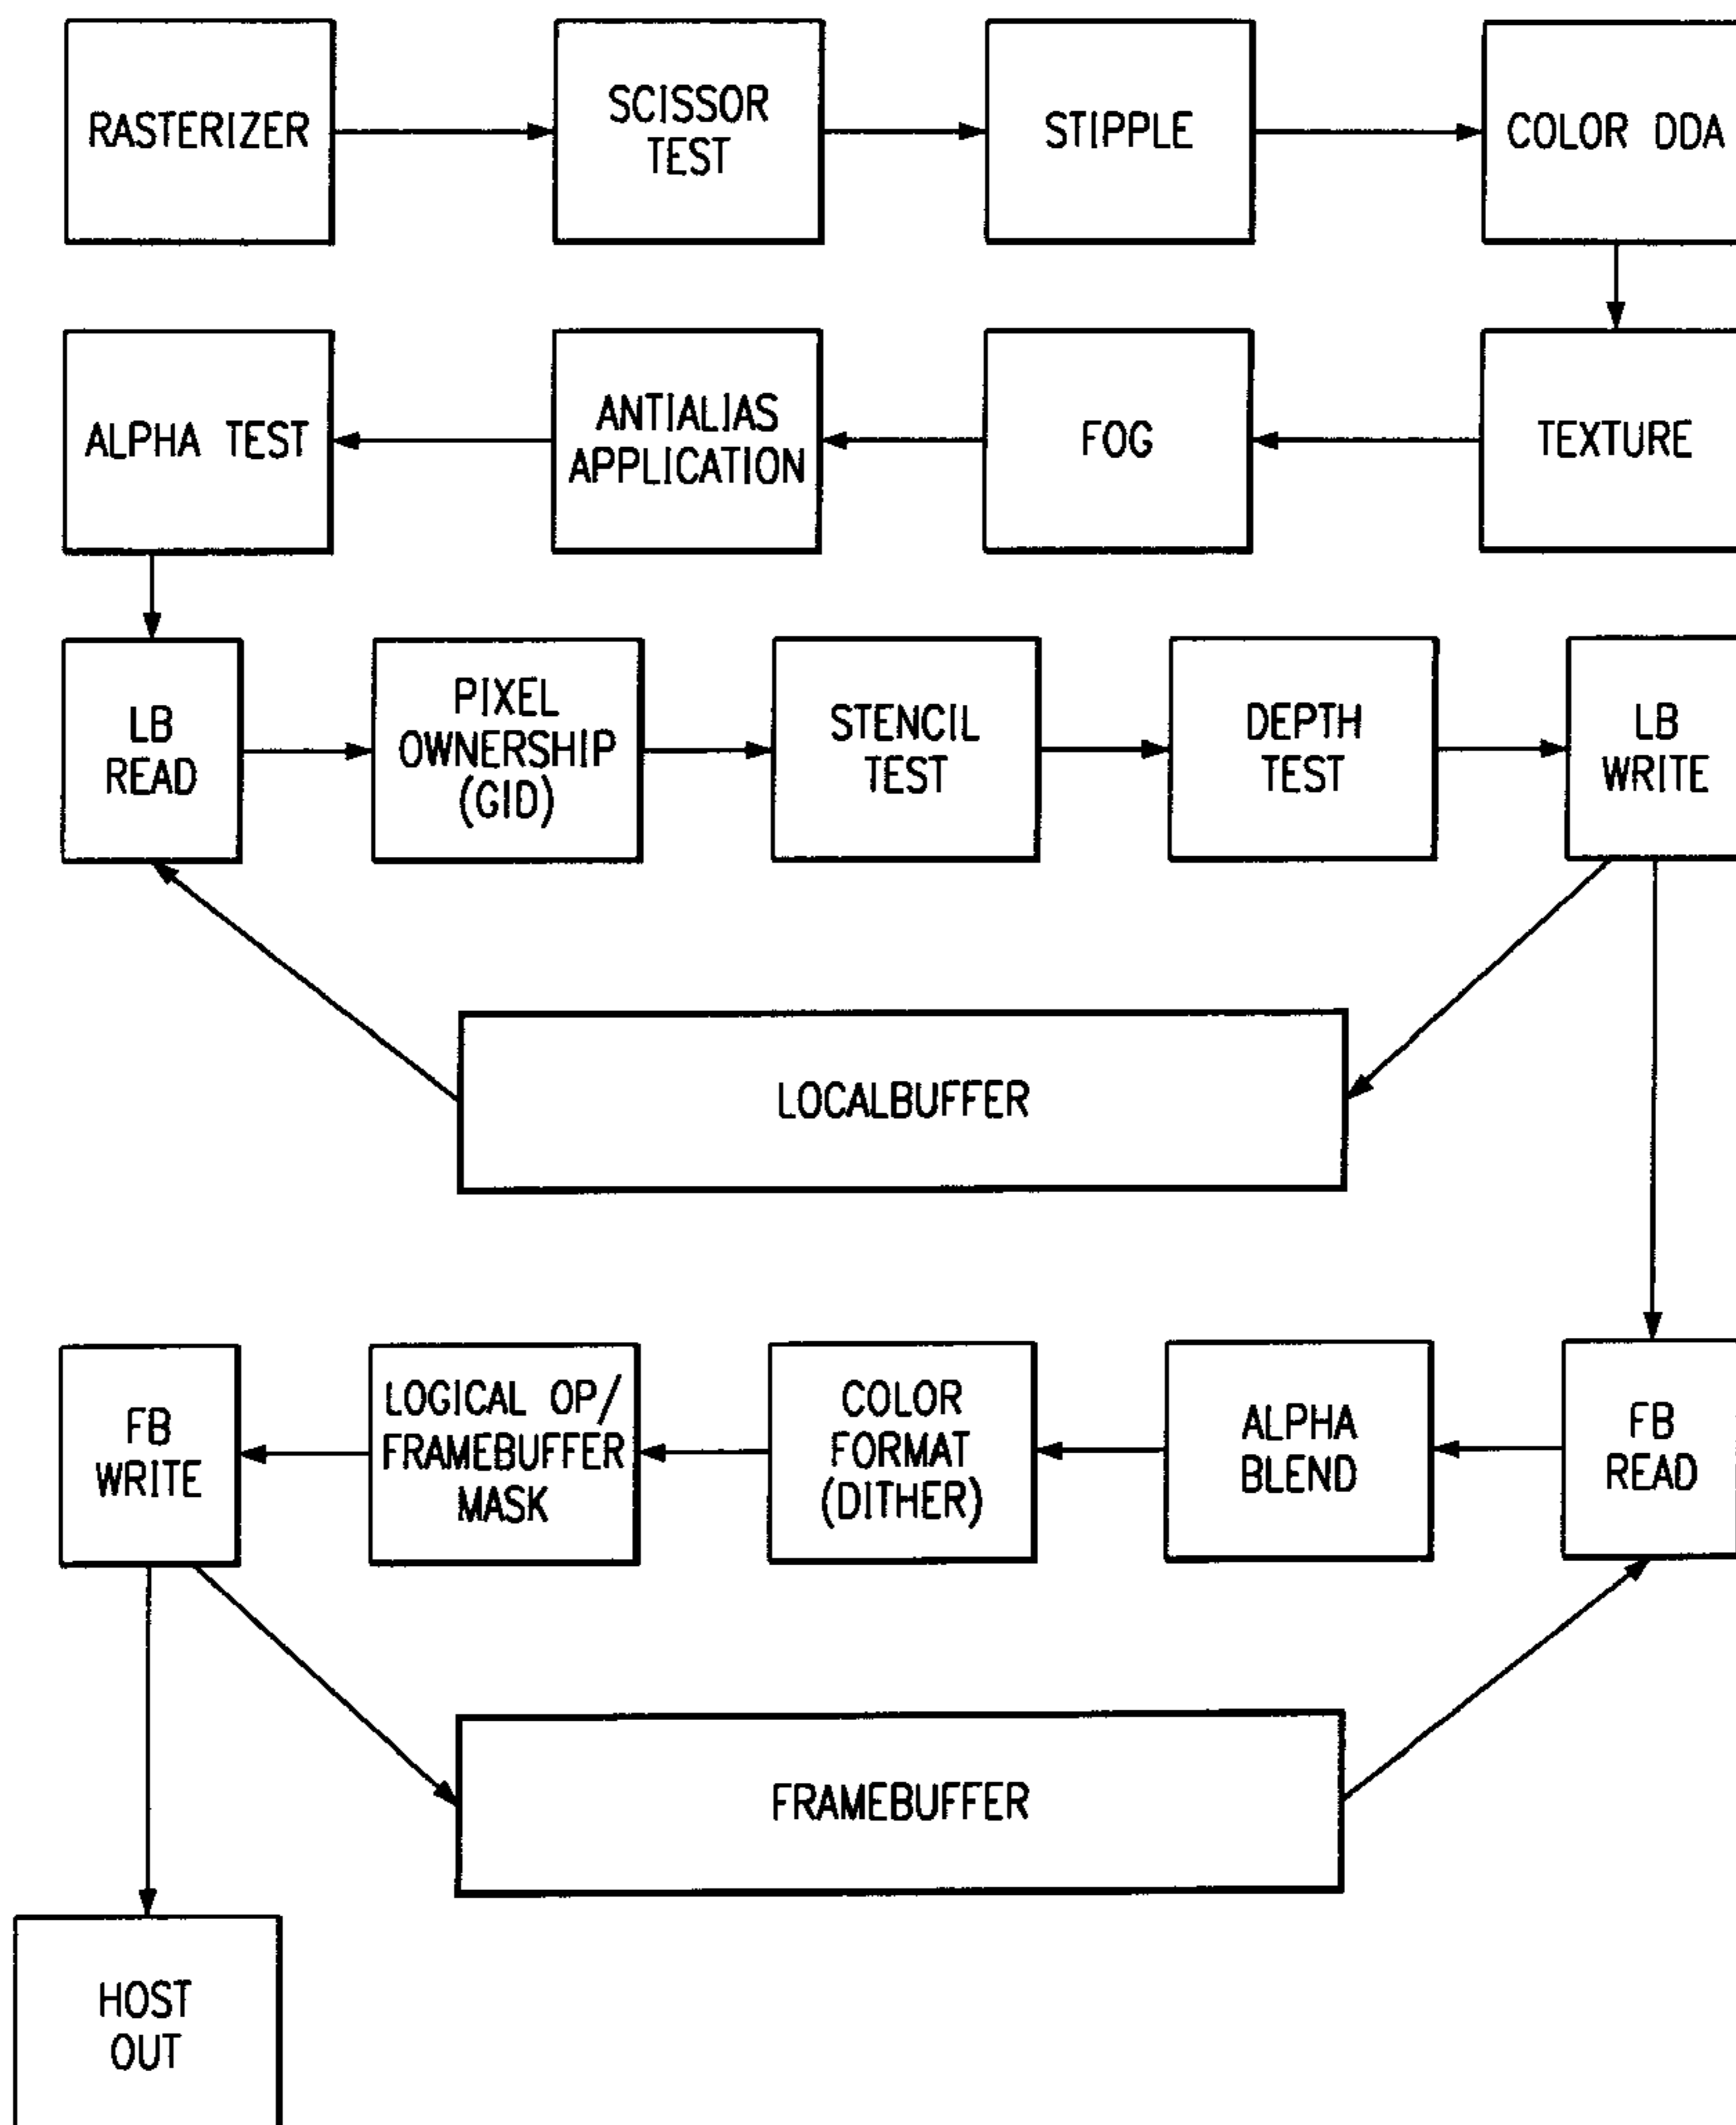 RASTERIZER
SCISSOR
TEST
STIPPLE
COLOR DDA
ALPHA TEST
ANTIALIAS
APPLICATION
FOG
TEXTURE
LB
READ
PIXEL
OWNERSHIP
(GID)
STENCIL
TEST
DEPTH
TEST
LB
WRITE
LOCALBUFFER
FB
WRITE
LOGICAL OP/
FRAMEBUFFER
MASK
COLOR
FORMAT
(DITHER)
ALPHA
BLEND
FB
READ
FRAMEBUFFER
HOST
OUT